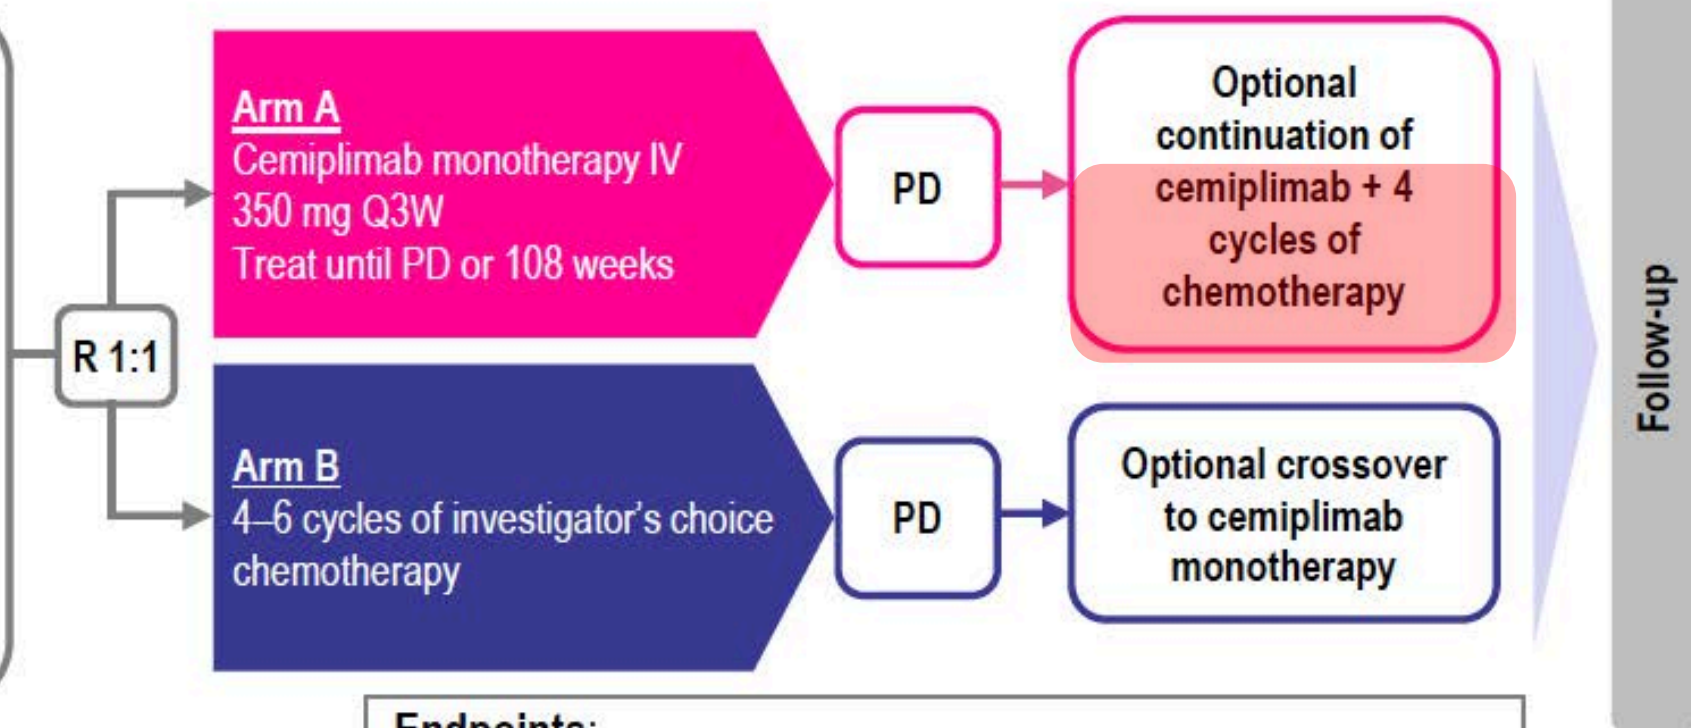 R 1:1
Arm A
Cemiplimab monotherapy IV
350 mg Q3W
Treat until PD or 108 weeks
PD
Optional
continuation of
cemiplimab + 4
cycles of
chemotherapy
Arm B
4–6 cycles of investigator's choice
chemotherapy
PD
Optional crossover
to cemiplimab
monotherapy
Follow-up
Endpoints: